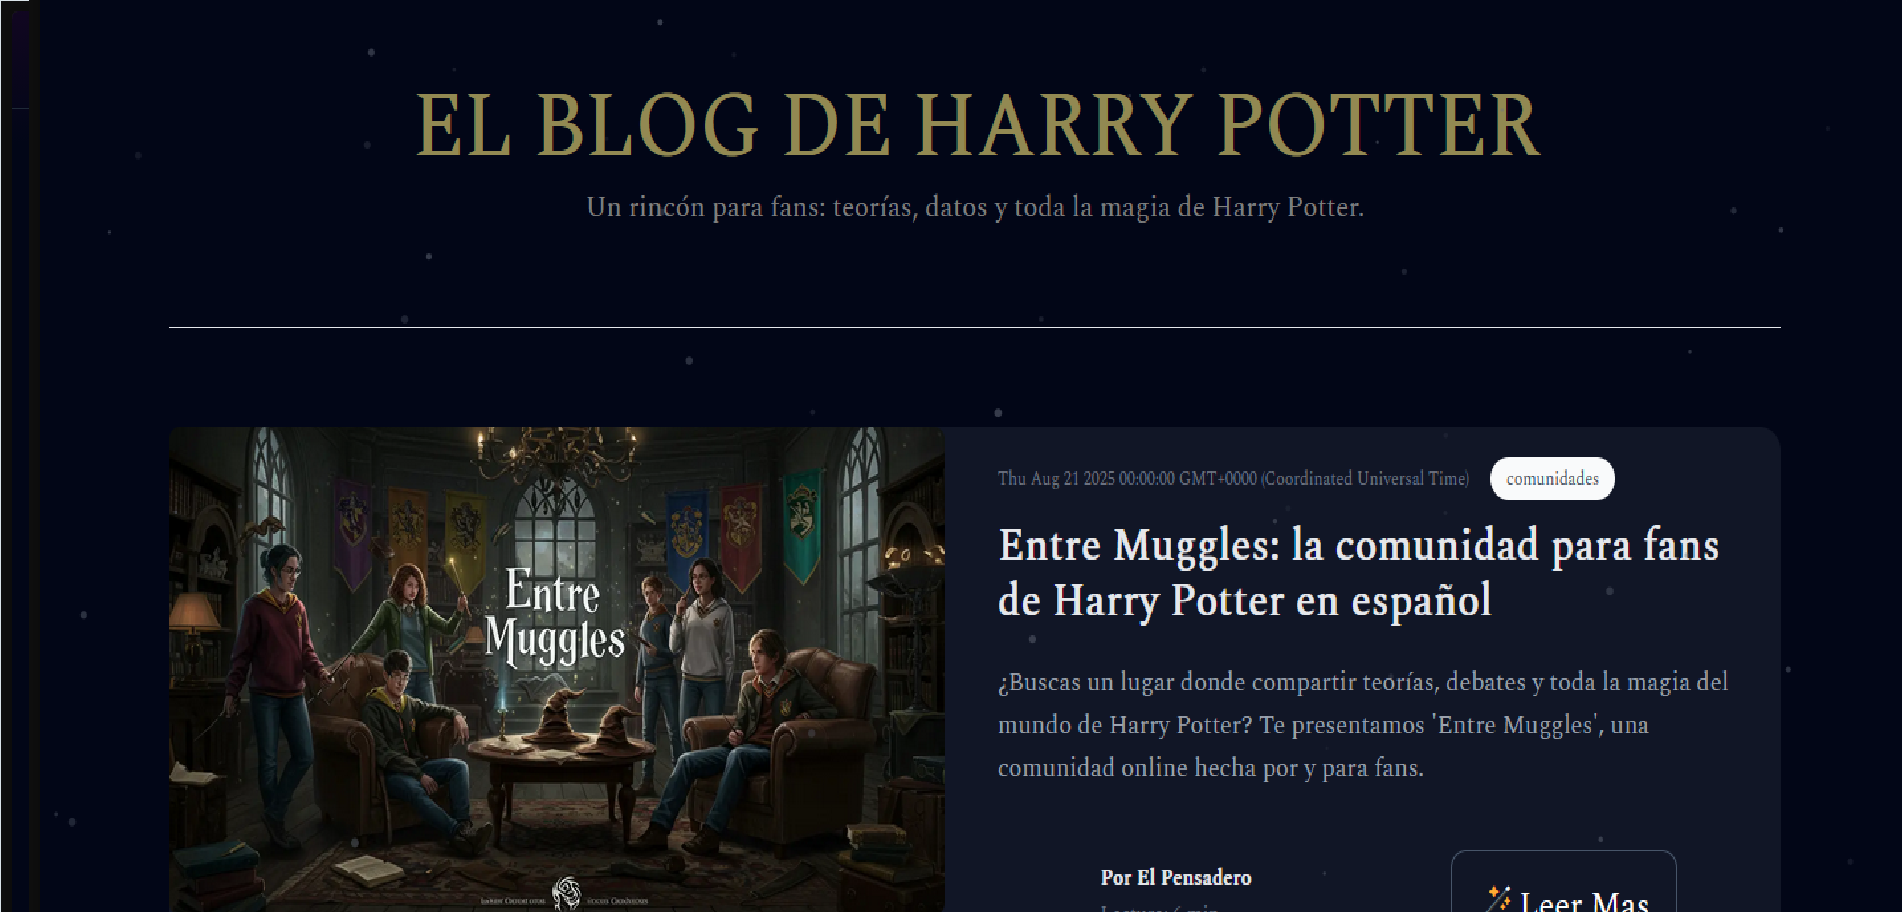 EL BLOG DE HARRY POTTER
Un rincón para fans: teorías, datos y toda la magia de Harry Potter.
Entre
Muggles
Thu Aug 21 2025 00:00:00 GMT+0000 (Coordinated Universal Time)
comunidades
Entre Muggles: la comunidad para fans
de Harry Potter en español
¿Buscas un lugar donde compartir teorías, debates y toda la magia del
mundo de Harry Potter? Te presentamos 'Entre Muggles', una
comunidad online hecha por y para fans.
Por El Pensadero
Leer Mas